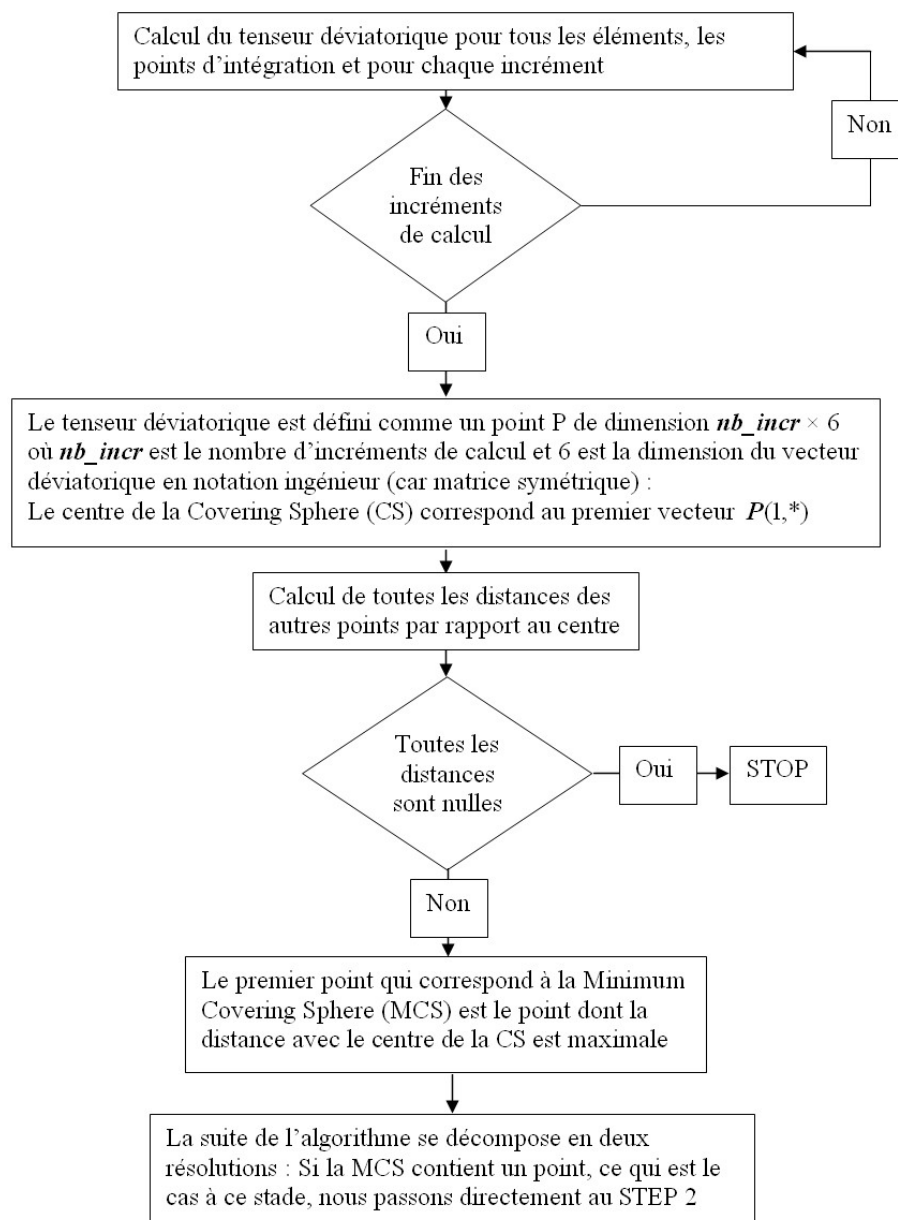 Calcul du tenseur déviatorique pour tous les éléments, les
points d'intégration et pour chaque incrément
Non
Fin des
incréments
de calcul
Oui
Le tenseur déviatorique est défini comme un point P de dimension nb_incr × 6
où nb_incr est le nombre d'incréments de calcul et 6 est la dimension du vecteur
déviatorique en notation ingénieur (car matrice symétrique) :
Le centre de la Covering Sphere (CS) correspond au premier vecteur P(1,*)
Calcul de toutes les distances des
autres points par rapport au centre
Toutes les
distances
sont nulles
Oui
STOP
Non
Le premier point qui correspond à la Minimum
Covering Sphere (MCS) est le point dont la
distance avec le centre de la CS est maximale
La suite de l'algorithme se décompose en deux
résolutions : Si la MCS contient un point, ce qui est le
cas à ce stade, nous passons directement au STEP 2